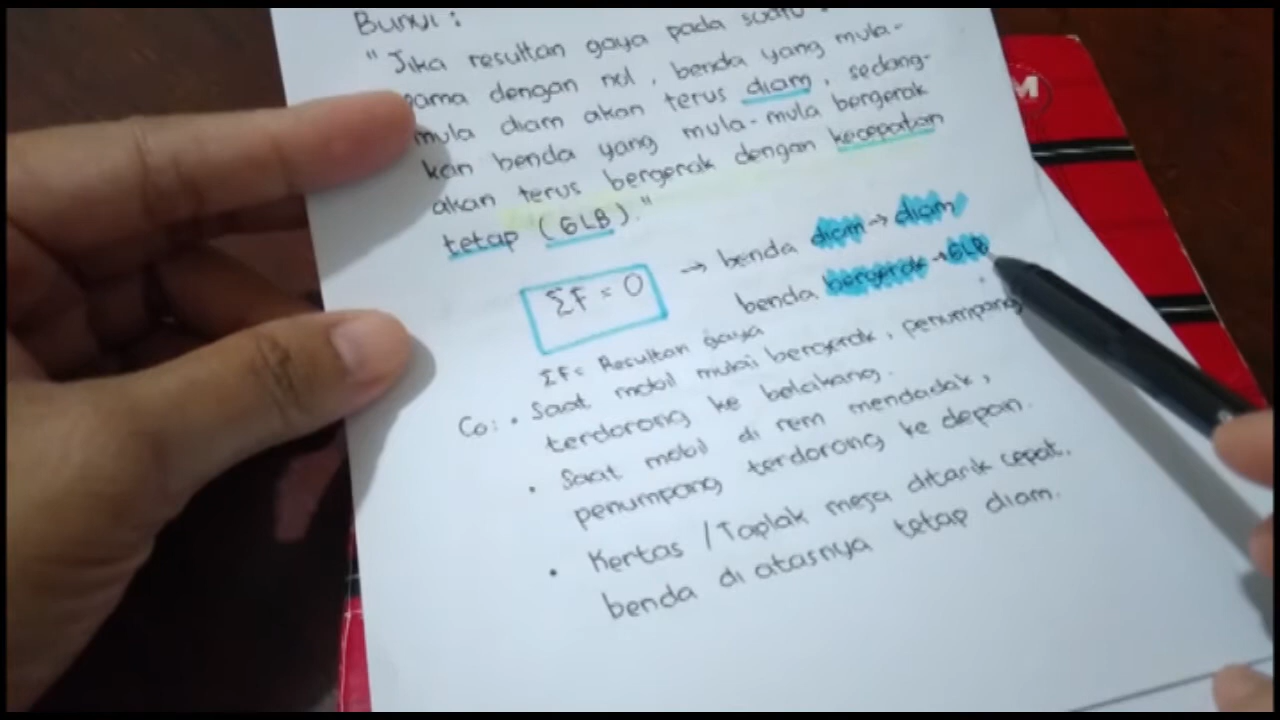 Bunyi :
"Jika resultan gaya pada suatu
sama dengan nol, benda yang mula-
mula diam akan terus diam, sedang-
kan benda yang mula-mula bergerak
akan terus bergerak dengan kecepatan
tetap (GLB)."
ΣF = 0
→ benda diam → diam
benda bergerak → GLB
ΣF = Resultan gaya
Co: • Saat mobil mulai bergerak, penumpang
terdorong ke belakang.
• Saat mobil di rem mendadak,
penumpang terdorong ke depan.
• Kertas / Taplak meja ditarik cepat,
benda di atasnya tetap diam.
M